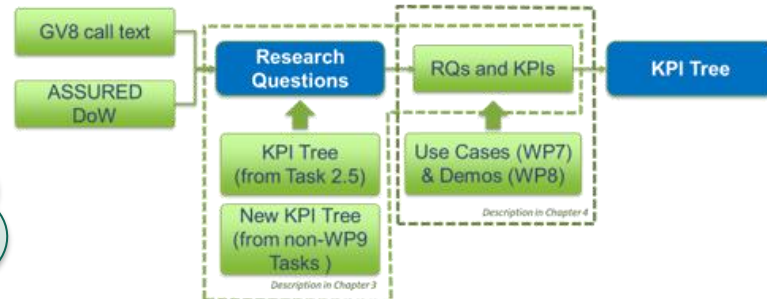 GV8 call text
ASSURED
DoW
Research
Questions
RQs and KPIs
KPI Tree
KPI Tree
(from Task 2.5)
Use Cases (WP7)
& Demos (WP8)
New KPI Tree
(from non-WP9
Tasks )
Description in Chapter 4
Description in Chapter 3